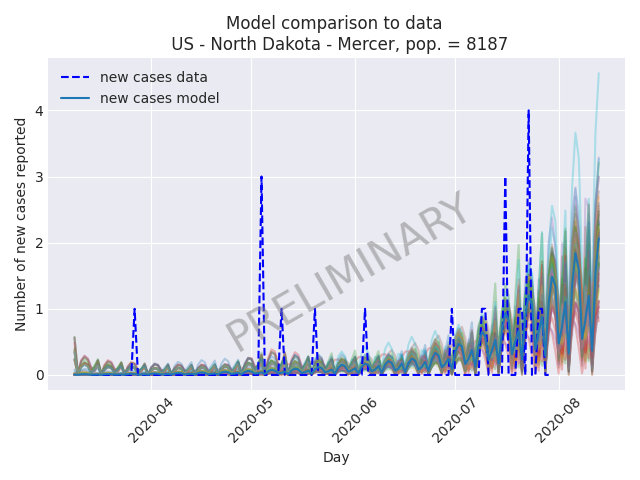 Model comparison to data
US - North Dakota - Mercer, pop. = 8187
new cases data
new cases model
Number of new cases reported
4
3
2
1
0
PRELIMINARY
2020-04
2020-05
2020-06
2020-07
2020-08
Day